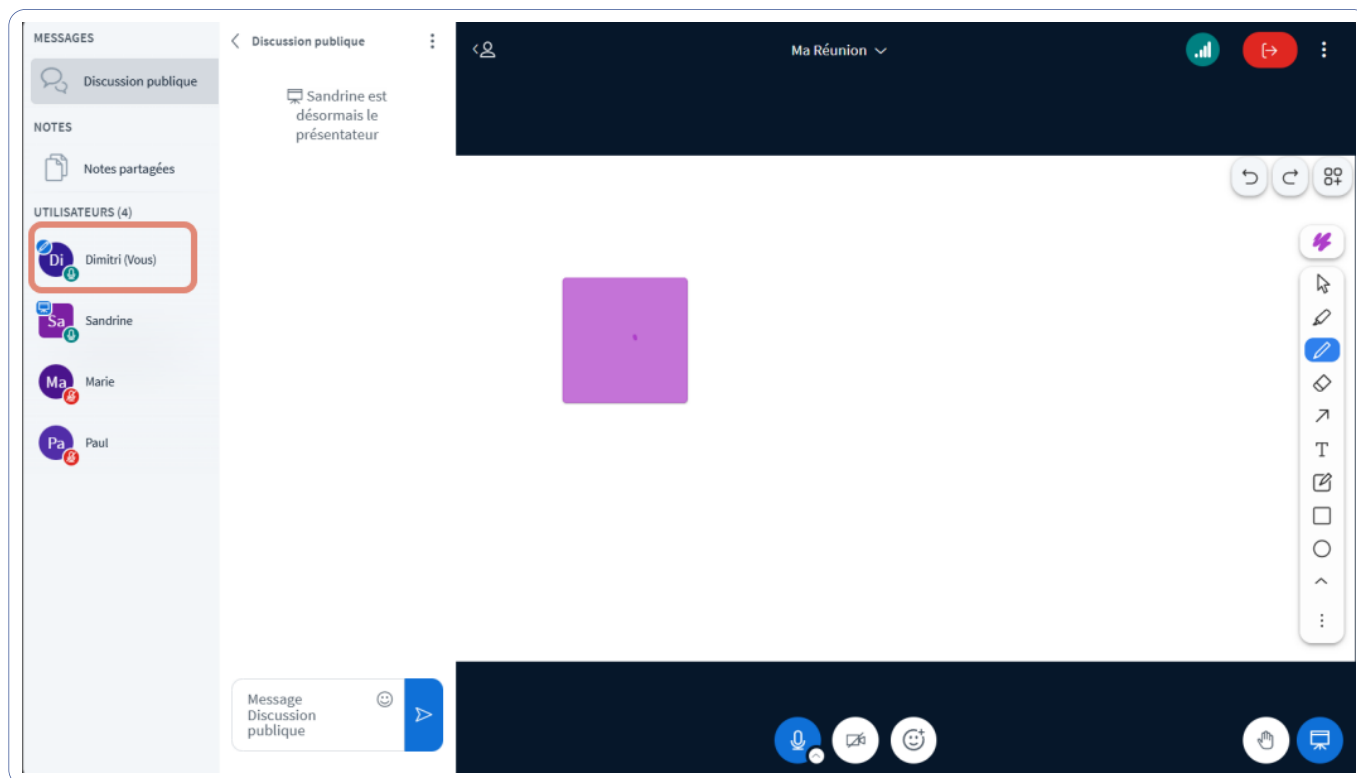 MESSAGES
Discussion publique
NOTES
Notes partagées
UTILISATEURS (4)
Di
Dimitri (Vous)
Sa
Sandrine
Ma
Marie
Pa
Paul
Discussion publique
Sandrine est
désormais le
présentateur
Message
Discussion
publique
Ma Réunion
T